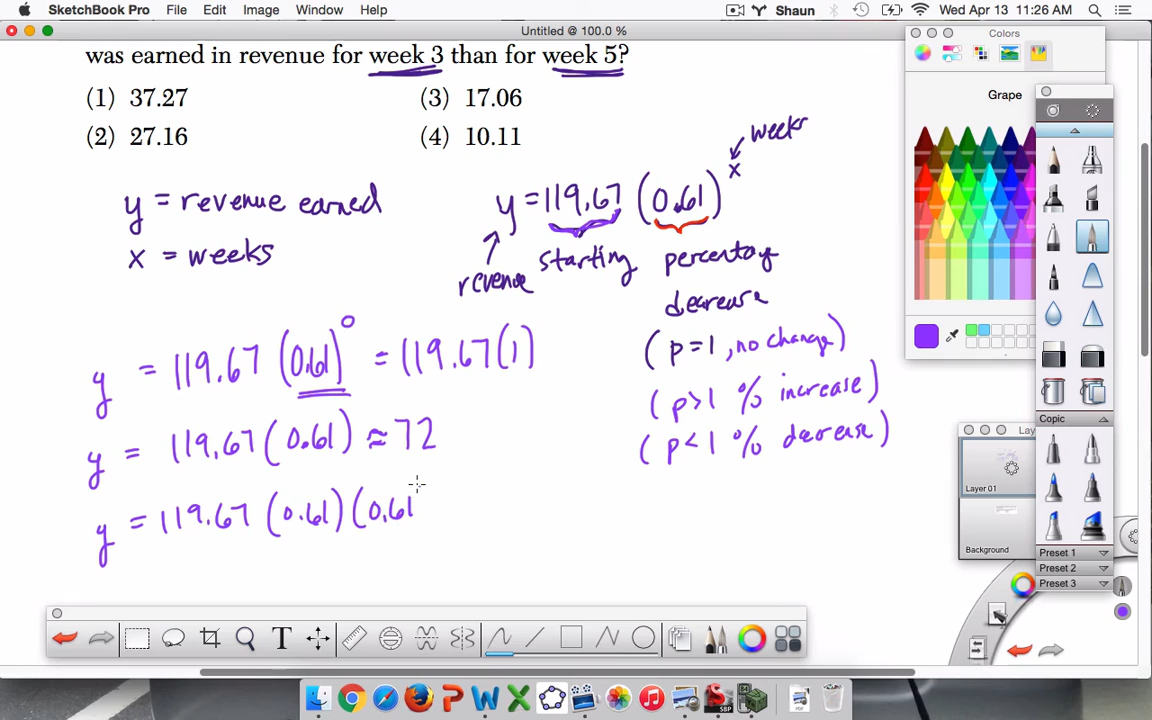 SketchBook Pro File Edit Image Window Help Shaun Wed Apr 13 11:26 AM
Untitled @ 100.0 %
Colors
was earned in revenue for week 3 than for week 5?
(1) 37.27 (3) 17.06
(2) 27.16 (4) 10.11
Grape
weeks
y = revenue earned
y = 119.67 (0.61)^x
x = weeks
revenue starting percentage
decrease
y = 119.67 (0.61)^0 = (119.67(1)
(p=1, no change)
(p>1 % increase)
(p<1 % decrease)
y = 119.67 (0.61) ≈ 72
y = 119.67 (0.61)(0.61
Copic
Layer 01
Background
Preset 1
Preset 2
Preset 3